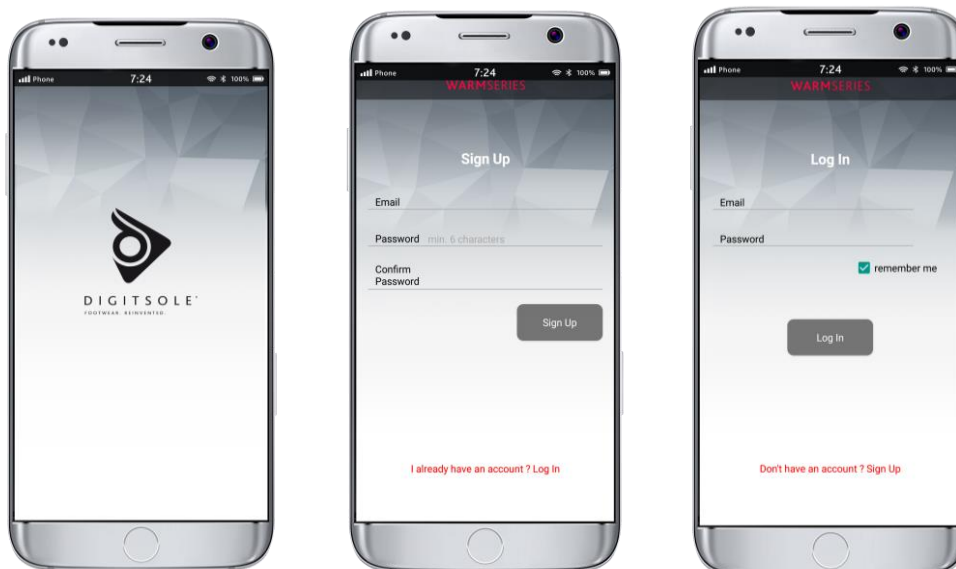 Phone 7:24 100%
DIGITSOLE
FOOTWEAR. REINVENTED.
Phone 7:24 100%
WARMSERIES
Sign Up
Email
Password min. 6 characters
Confirm
Password
Sign Up
I already have an account ? Log In
Phone 7:24 100%
WARMSERIES
Log In
Email
Password
remember me
Log In
Don't have an account ? Sign Up